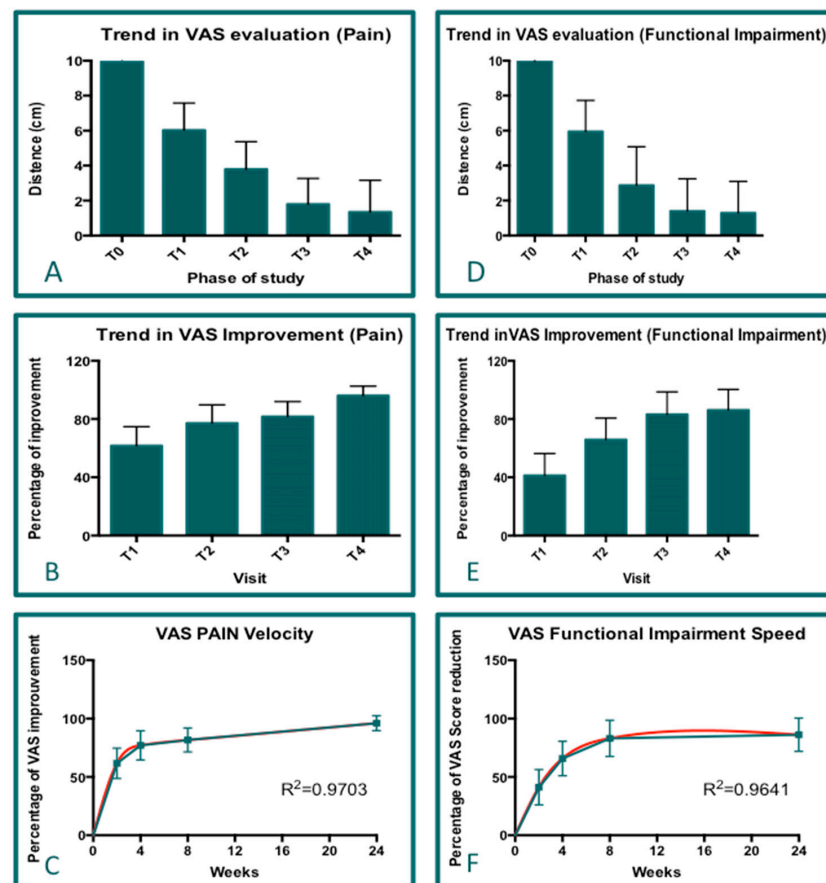 Trend in VAS evaluation (Pain)
Distence (cm)
10
8
6
4
2
0
T0 T1 T2 T3 T4
Phase of study
A
Trend in VAS evaluation (Functional Impairment)
Distence (cm)
10
8
6
4
2
0
T0 T1 T2 T3 T4
Phase of study
D
Trend in VAS Improvement (Pain)
Percentage of inprovement
120
80
40
0
T1 T2 T3 T4
Visit
B
Trend inVAS Improvement (Functional Impairment)
Percentage of inprovement
120
80
40
0
T1 T2 T3 T4
Visit
E
VAS PAIN Velocity
Percentage of VAS improuvement
150
100
50
0
R²=0.9703
0 4 8 12 16 20 24
Weeks
C
VAS Functional Impairment Speed
Percentage of VAS Score reduction
150
100
50
0
R²=0.9641
0 4 8 12 16 20 24
Weeks
F